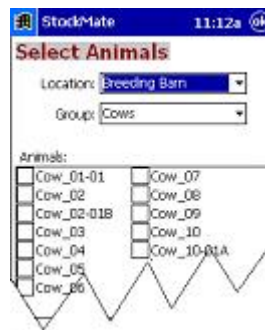 StockMate 11:12a ok
Select Animals
Location: Breeding Barn
Group: Cows
Animals:
Cow_01-01 Cow_07
Cow_02 Cow_08
Cow_02-01B Cow_09
Cow_03 Cow_10
Cow_04 Cow_10-01A
Cow_05
Cow_06